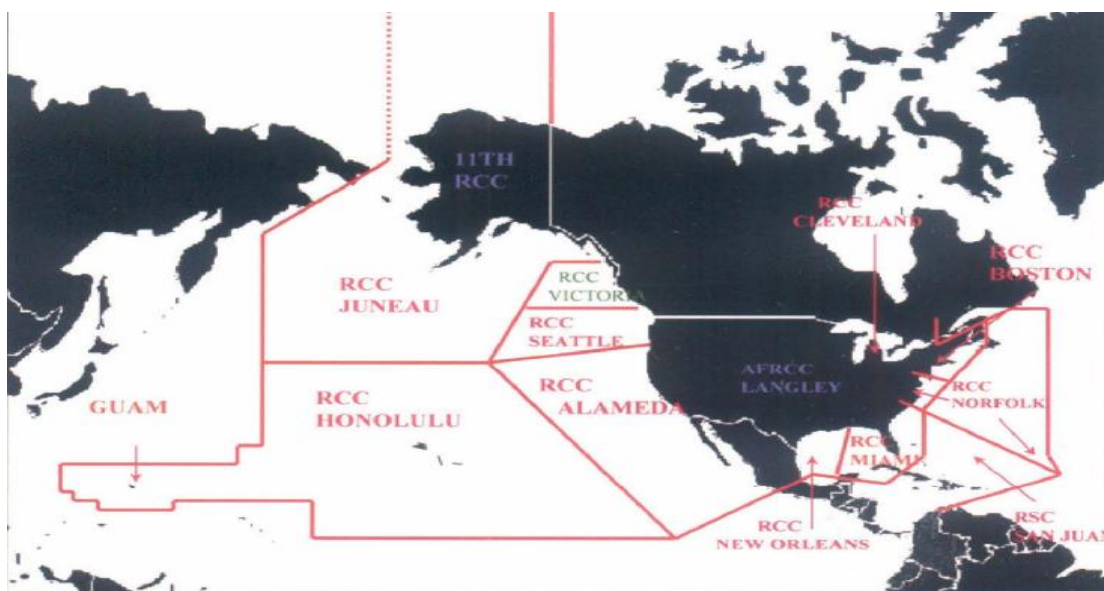 11TH
RCC
RCC
CLEVELAND
RCC
BOSTON
RCC
JUNEAU
RCC
VICTORIA
RCC
SEATTLE
AFRCC
LANGLEY
RCC
NORFOLK
GUAM
RCC
HONOLULU
RCC
ALAMEDA
RCC
MIAMI
RCC
NEW ORLEANS
RSC
SAN JUAN